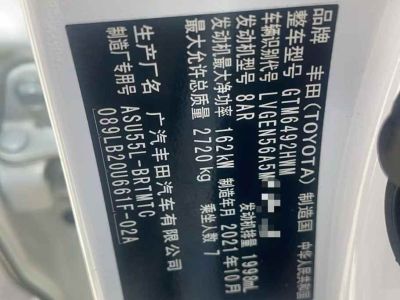 品牌 丰田(TOYOTA) 制造国 中华人民共和国
整车型号 GTM6492HWM
车辆识别代号 LVGEN56A5M
发动机型号 8AR 发动机排量 1998mL
发动机最大净功率 162kW 制造年月 2021年10月
最大允许总质量 2720kg 乘坐人数 7
生产厂名 广汽丰田汽车有限公司
制造厂专用号 ASU55L-BRTMTC
089LB20U661F-02A